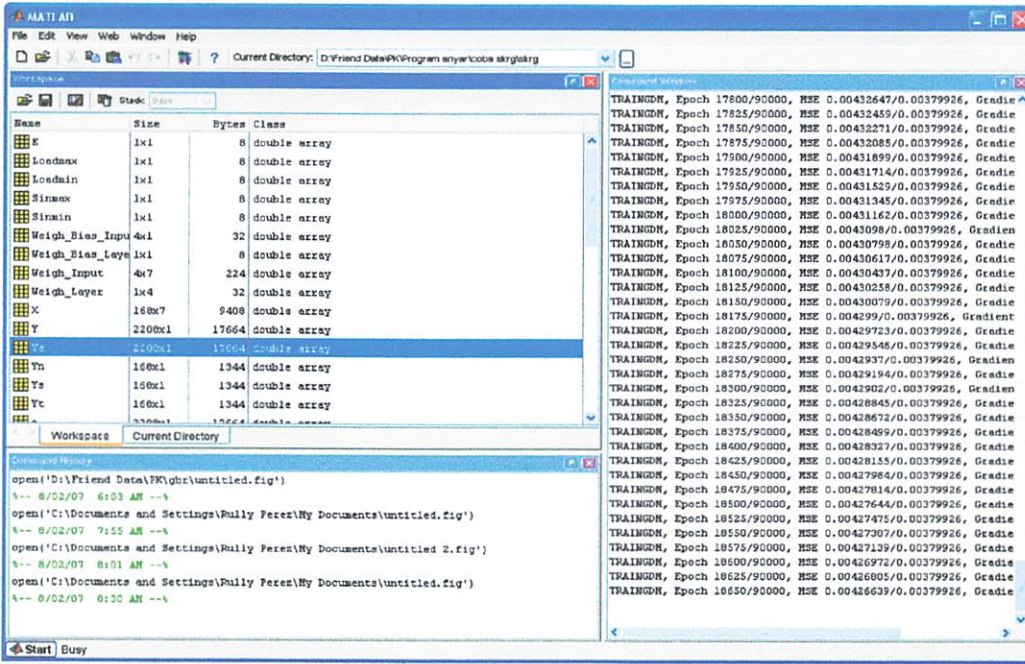 MATLAB
File Edit View Web Window Help
? Current Directory: D:\Friend Data\PK\Program anyar\coba skrg\skrg
Workspace
Stack:
Name Size Bytes Class
E 1x1 8 double array
Loadmax 1x1 8 double array
Loadmin 1x1 8 double array
Sinmax 1x1 8 double array
Sinmin 1x1 8 double array
Weigh_Bias_Inpu 4x1 32 double array
Weigh_Bias_Laye 1x1 8 double array
Weigh_Input 4x7 224 double array
Weigh_Layer 1x4 32 double array
X 168x7 9408 double array
Y 2208x1 17664 double array
Ya 2208x1 17664 double array
Yn 168x1 1344 double array
Ys 168x1 1344 double array
Yt 168x1 1344 double array
2208x1 17664 double array
Workspace Current Directory
Command History
open('D:\Friend Data\PK\gbr\untitled.fig')
%-- 8/02/07 6:03 AM --%
open('C:\Documents and Settings\Rully Perez\My Documents\untitled.fig')
%-- 8/02/07 7:55 AM --%
open('C:\Documents and Settings\Rully Perez\My Documents\untitled 2.fig')
%-- 8/02/07 8:01 AM --%
open('C:\Documents and Settings\Rully Perez\My Documents\untitled.fig')
%-- 8/02/07 8:30 AM --%
Command Window
TRAINGDM, Epoch 17800/90000, MSE 0.00432647/0.00379926, Gradie
TRAINGDM, Epoch 17825/90000, MSE 0.00432459/0.00379926, Gradie
TRAINGDM, Epoch 17850/90000, MSE 0.00432271/0.00379926, Gradie
TRAINGDM, Epoch 17875/90000, MSE 0.00432085/0.00379926, Gradie
TRAINGDM, Epoch 17900/90000, MSE 0.00431899/0.00379926, Gradie
TRAINGDM, Epoch 17925/90000, MSE 0.00431714/0.00379926, Gradie
TRAINGDM, Epoch 17950/90000, MSE 0.00431529/0.00379926, Gradie
TRAINGDM, Epoch 17975/90000, MSE 0.00431345/0.00379926, Gradie
TRAINGDM, Epoch 18000/90000, MSE 0.00431162/0.00379926, Gradie
TRAINGDM, Epoch 18025/90000, MSE 0.0043098/0.00379926, Gradien
TRAINGDM, Epoch 18050/90000, MSE 0.00430798/0.00379926, Gradie
TRAINGDM, Epoch 18075/90000, MSE 0.00430617/0.00379926, Gradie
TRAINGDM, Epoch 18100/90000, MSE 0.00430437/0.00379926, Gradie
TRAINGDM, Epoch 18125/90000, MSE 0.00430258/0.00379926, Gradie
TRAINGDM, Epoch 18150/90000, MSE 0.00430079/0.00379926, Gradie
TRAINGDM, Epoch 18175/90000, MSE 0.004299/0.00379926, Gradient
TRAINGDM, Epoch 18200/90000, MSE 0.00429723/0.00379926, Gradie
TRAINGDM, Epoch 18225/90000, MSE 0.00429546/0.00379926, Gradie
TRAINGDM, Epoch 18250/90000, MSE 0.0042937/0.00379926, Gradien
TRAINGDM, Epoch 18275/90000, MSE 0.00429194/0.00379926, Gradie
TRAINGDM, Epoch 18300/90000, MSE 0.0042902/0.00379926, Gradien
TRAINGDM, Epoch 18325/90000, MSE 0.00428845/0.00379926, Gradie
TRAINGDM, Epoch 18350/90000, MSE 0.00428672/0.00379926, Gradie
TRAINGDM, Epoch 18375/90000, MSE 0.00428499/0.00379926, Gradie
TRAINGDM, Epoch 18400/90000, MSE 0.00428327/0.00379926, Gradie
TRAINGDM, Epoch 18425/90000, MSE 0.00428155/0.00379926, Gradie
TRAINGDM, Epoch 18450/90000, MSE 0.00427984/0.00379926, Gradie
TRAINGDM, Epoch 18475/90000, MSE 0.00427814/0.00379926, Gradie
TRAINGDM, Epoch 18500/90000, MSE 0.00427644/0.00379926, Gradie
TRAINGDM, Epoch 18525/90000, MSE 0.00427475/0.00379926, Gradie
TRAINGDM, Epoch 18550/90000, MSE 0.00427307/0.00379926, Gradie
TRAINGDM, Epoch 18575/90000, MSE 0.00427139/0.00379926, Gradie
TRAINGDM, Epoch 18600/90000, MSE 0.00426972/0.00379926, Gradie
TRAINGDM, Epoch 18625/90000, MSE 0.00426805/0.00379926, Gradie
TRAINGDM, Epoch 18650/90000, MSE 0.00426639/0.00379926, Gradie
Start Busy